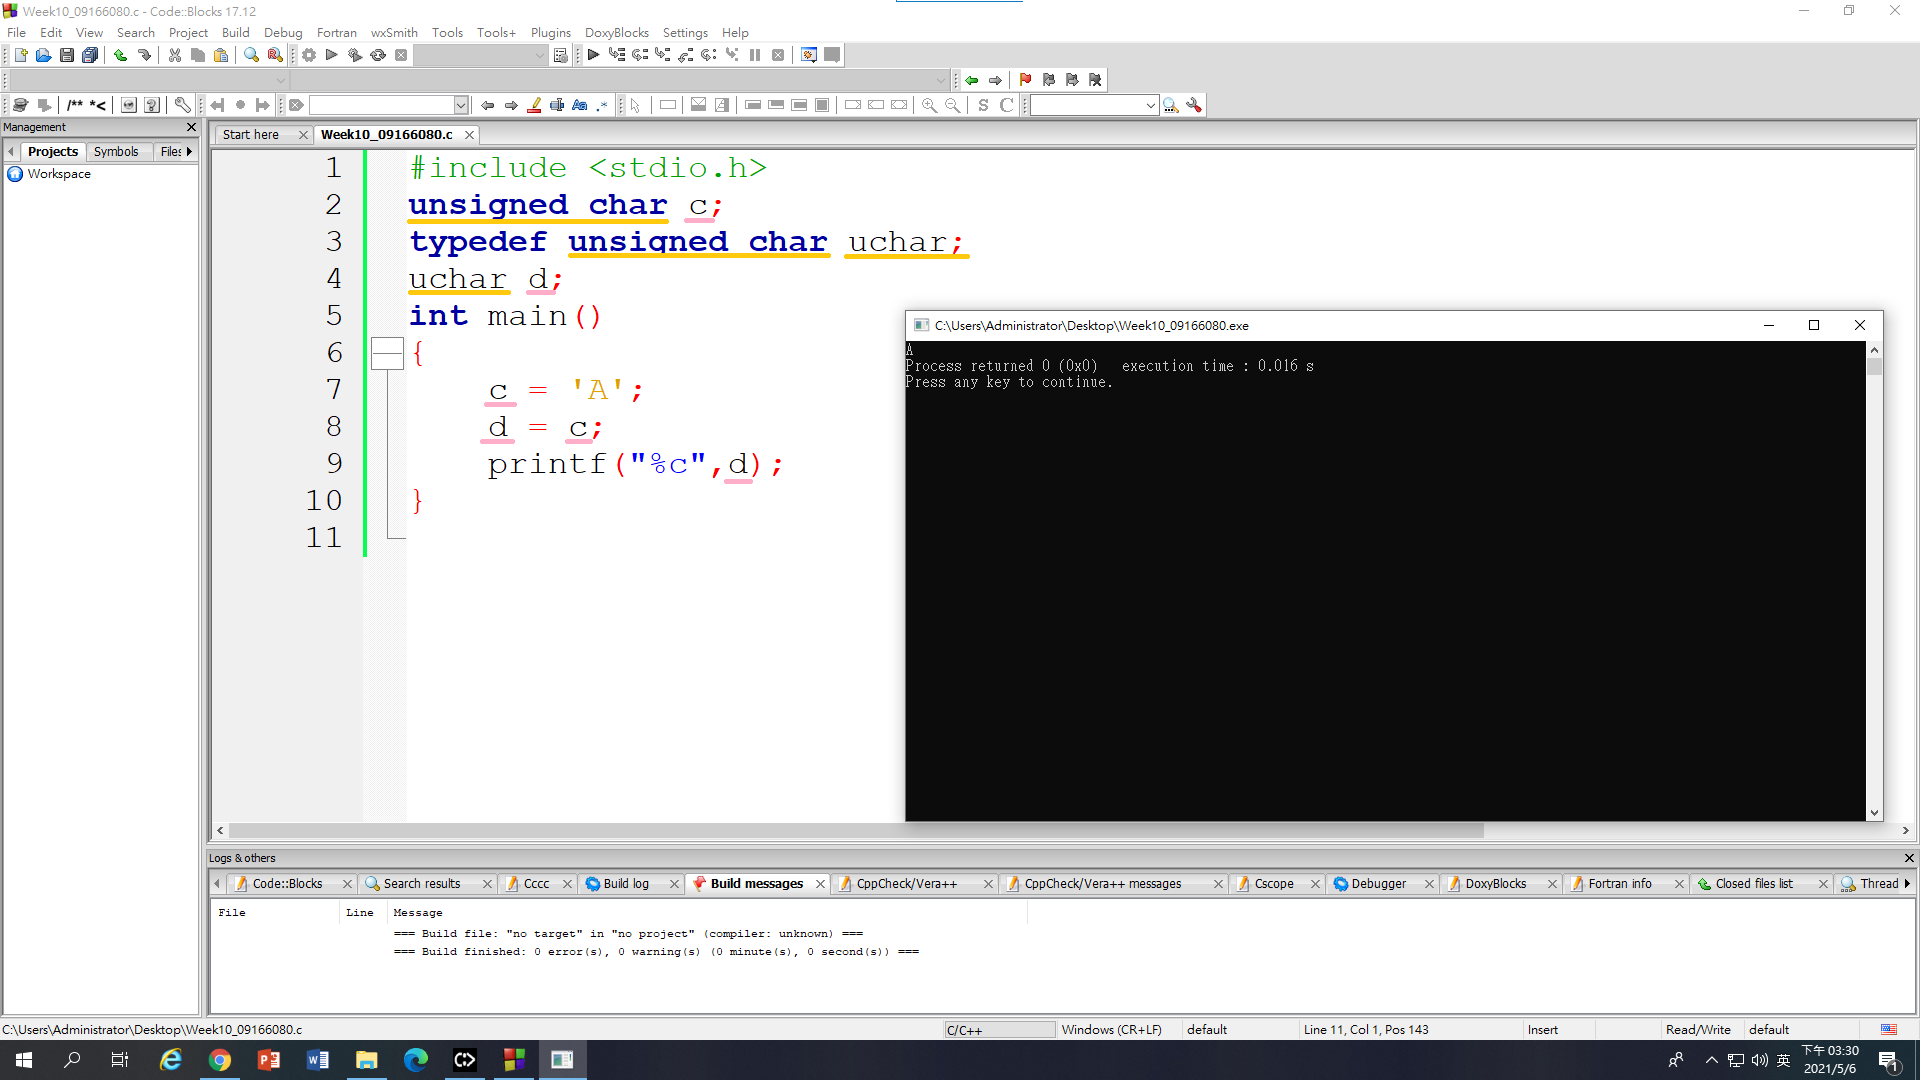 Week10_09166080.c - Code::Blocks 17.12
File Edit View Search Project Build Debug Fortran wxSmith Tools Tools+ Plugins DoxyBlocks Settings Help
/** *<
S C
Management
Projects Symbols Files
Workspace
Start here Week10_09166080.c
1 #include <stdio.h>
2 unsigned char c;
3 typedef unsigned char uchar;
4 uchar d;
5 int main()
6 {
7 c = 'A';
8 d = c;
9 printf("%c",d);
10 }
11
C:\Users\Administrator\Desktop\Week10_09166080.exe
A
Process returned 0 (0x0) execution time : 0.016 s
Press any key to continue.
Logs & others
Code::Blocks Search results Cccc Build log Build messages CppCheck/Vera++ CppCheck/Vera++ messages Cscope Debugger DoxyBlocks Fortran info Closed files list Thread
File Line Message
=== Build file: "no target" in "no project" (compiler: unknown) ===
=== Build finished: 0 error(s), 0 warning(s) (0 minute(s), 0 second(s)) ===
C:\Users\Administrator\Desktop\Week10_09166080.c C/C++ Windows (CR+LF) default Line 11, Col 1, Pos 143 Insert Read/Write default
英 下午 03:30
2021/5/6
1